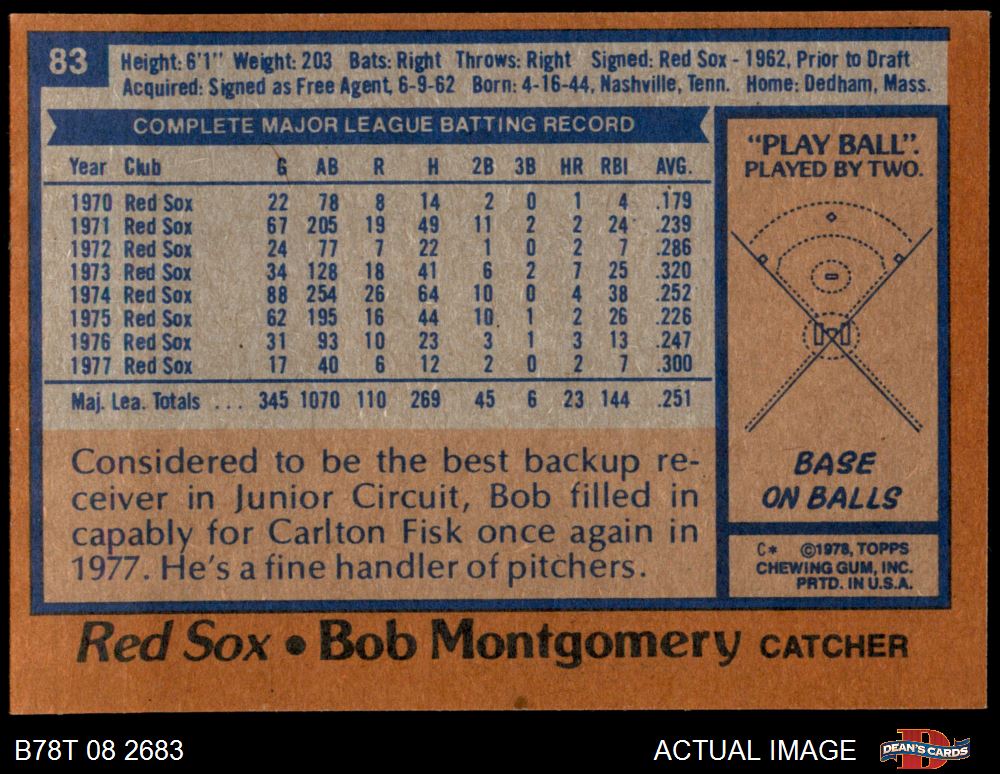 83
Height: 6'1" Weight: 203 Bats: Right Throws: Right Signed: Red Sox - 1962, Prior to Draft
Acquired: Signed as Free Agent, 6-9-62 Born: 4-16-44, Nashville, Tenn. Home: Dedham, Mass.
COMPLETE MAJOR LEAGUE BATTING RECORD
Year Club G AB R H 2B 3B HR RBI AVG.
1970 Red Sox 22 78 8 14 2 0 1 4 .179
1971 Red Sox 67 205 19 49 11 2 2 24 .239
1972 Red Sox 24 77 7 22 1 0 2 7 .286
1973 Red Sox 34 128 18 41 6 2 7 25 .320
1974 Red Sox 88 254 26 64 10 0 4 38 .252
1975 Red Sox 62 195 16 44 10 1 2 26 .226
1976 Red Sox 31 93 10 23 3 1 3 13 .247
1977 Red Sox 17 40 6 12 2 0 2 7 .300
Maj. Lea. Totals ... 345 1070 110 269 45 6 23 144 .251
Considered to be the best backup re-
ceiver in Junior Circuit, Bob filled in
capably for Carlton Fisk once again in
1977. He's a fine handler of pitchers.
"PLAY BALL".
PLAYED BY TWO.
BASE
ON BALLS
C* ©1978, TOPPS
CHEWING GUM, INC.
PRTD. IN U.S.A.
Red Sox • Bob Montgomery CATCHER
B78T 08 2683
ACTUAL IMAGE
DEAN'S CARDS